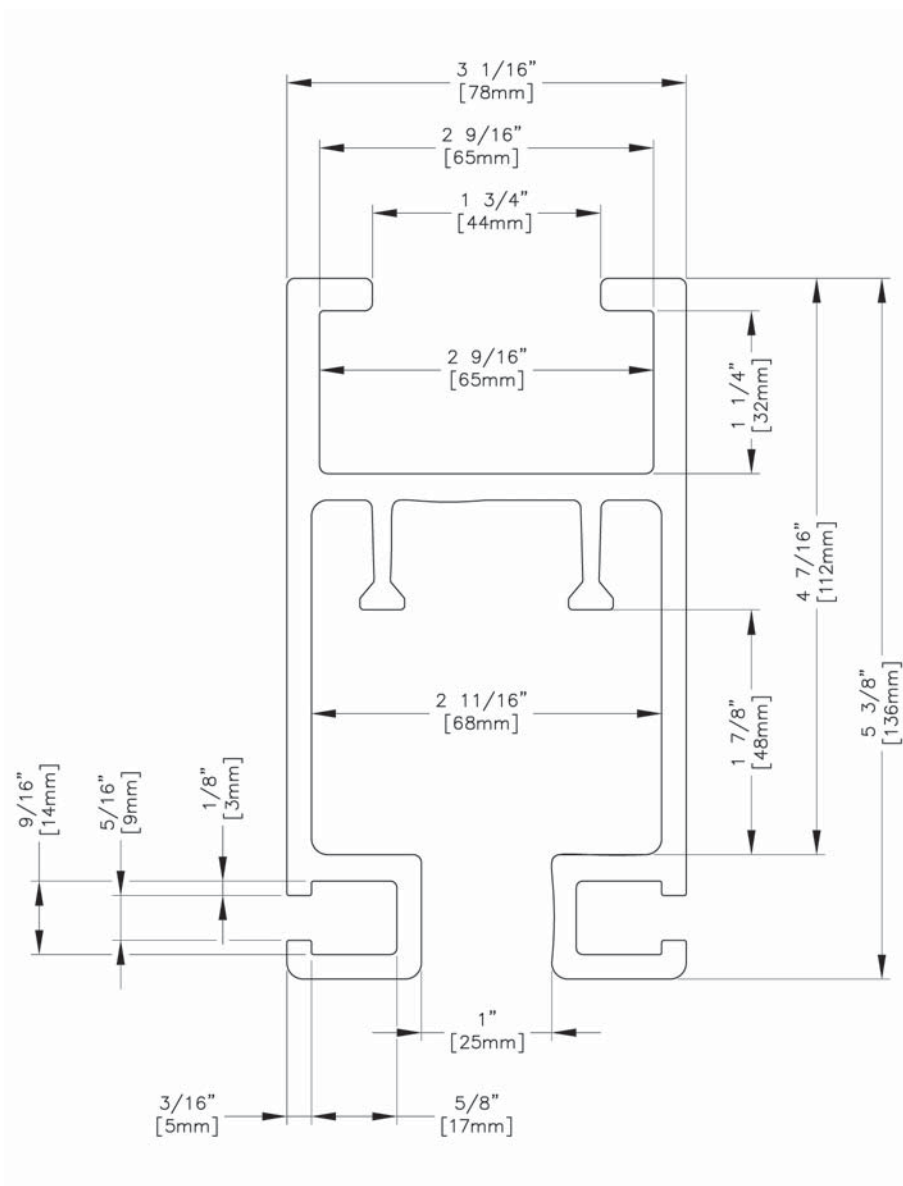 3 1/16"
[78mm]
2 9/16"
[65mm]
1 3/4"
[44mm]
2 9/16"
[65mm]
1 1/4"
[32mm]
4 7/16"
[112mm]
5 3/8"
[136mm]
2 11/16"
[68mm]
1 7/8"
[48mm]
9/16"
[14mm]
5/16"
[9mm]
1/8"
[3mm]
1"
[25mm]
3/16"
[5mm]
5/8"
[17mm]